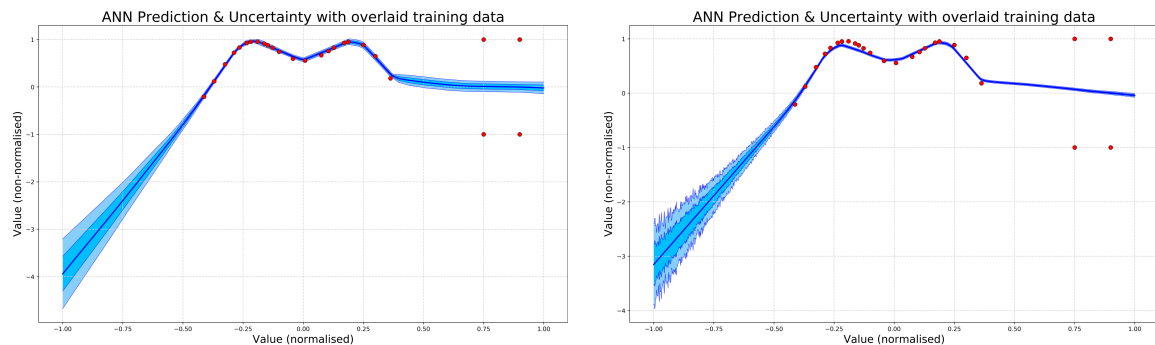 ANN Prediction & Uncertainty with overlaid training data
Value (non-normalised)
1
0
−1
−2
−3
−4
−1.00 −0.75 −0.50 −0.25 0.00 0.25 0.50 0.75 1.00
Value (normalised)
ANN Prediction & Uncertainty with overlaid training data
Value (non-normalised)
1
0
−1
−2
−3
−4
−1.00 −0.75 −0.50 −0.25 0.00 0.25 0.50 0.75 1.00
Value (normalised)